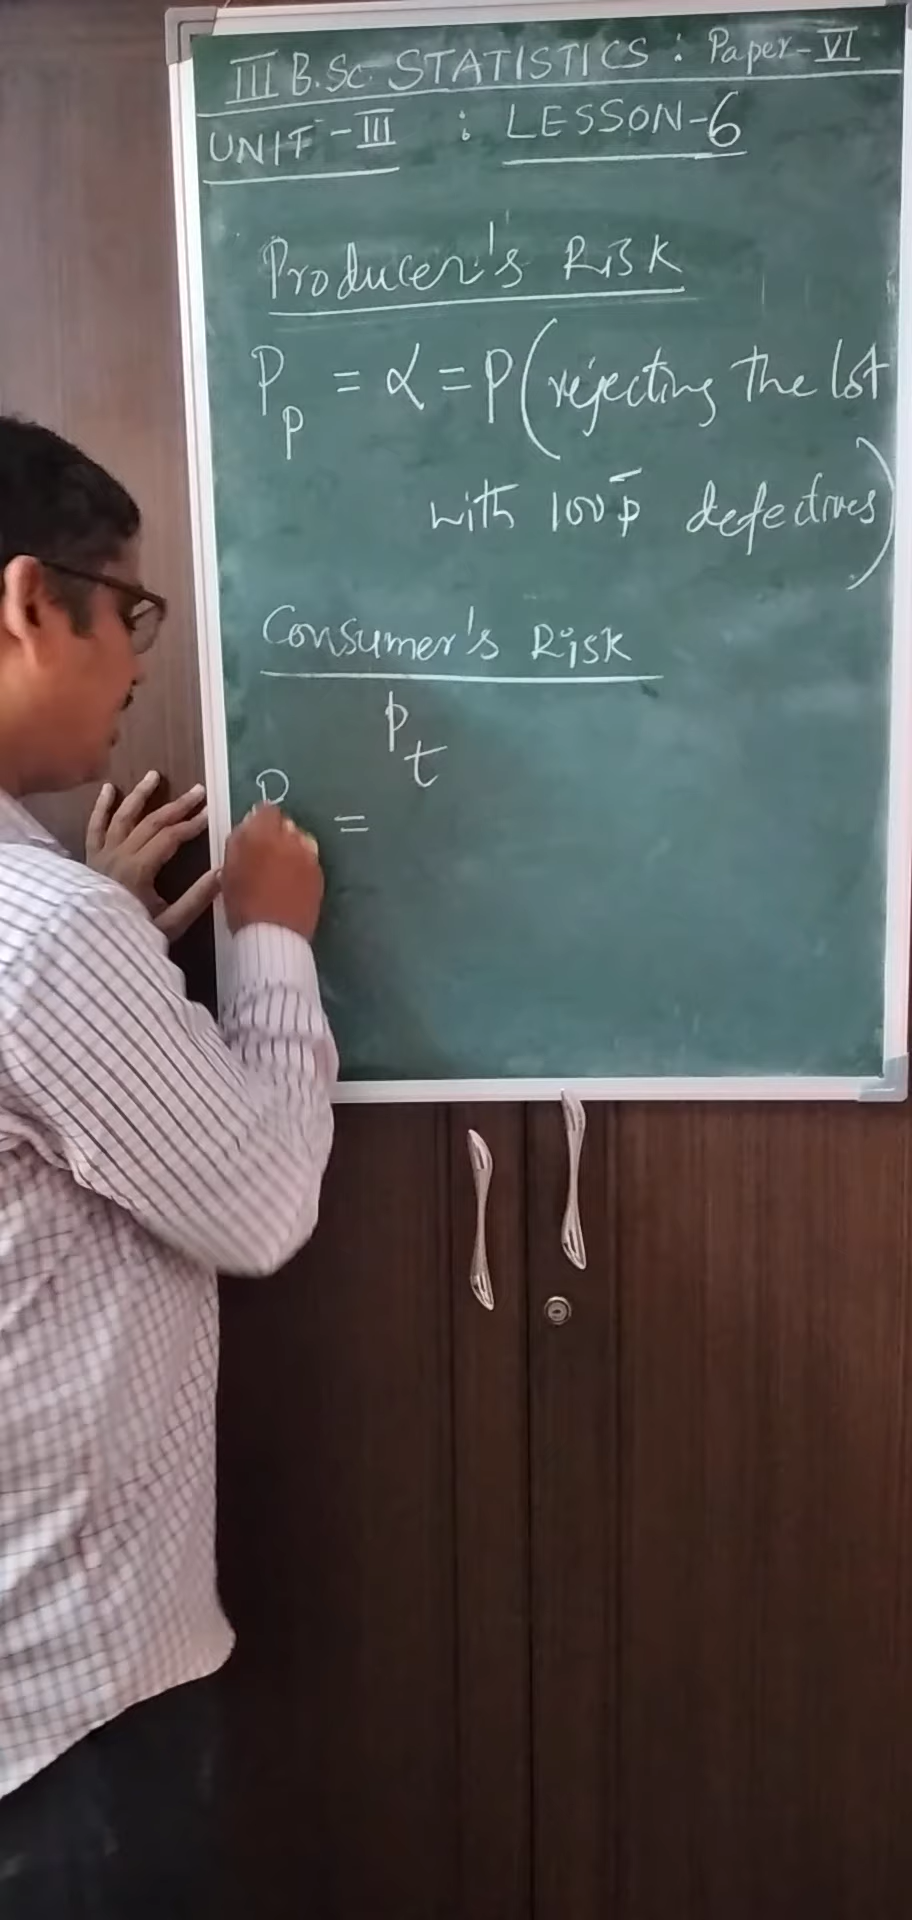 III B.Sc STATISTICS : Paper-VI
UNIT-III : LESSON-6
Producer's Risk
P_p = α = P(rejecting the lot
with 100 p̄ defectives)
Consumer's Risk
p_t
P =